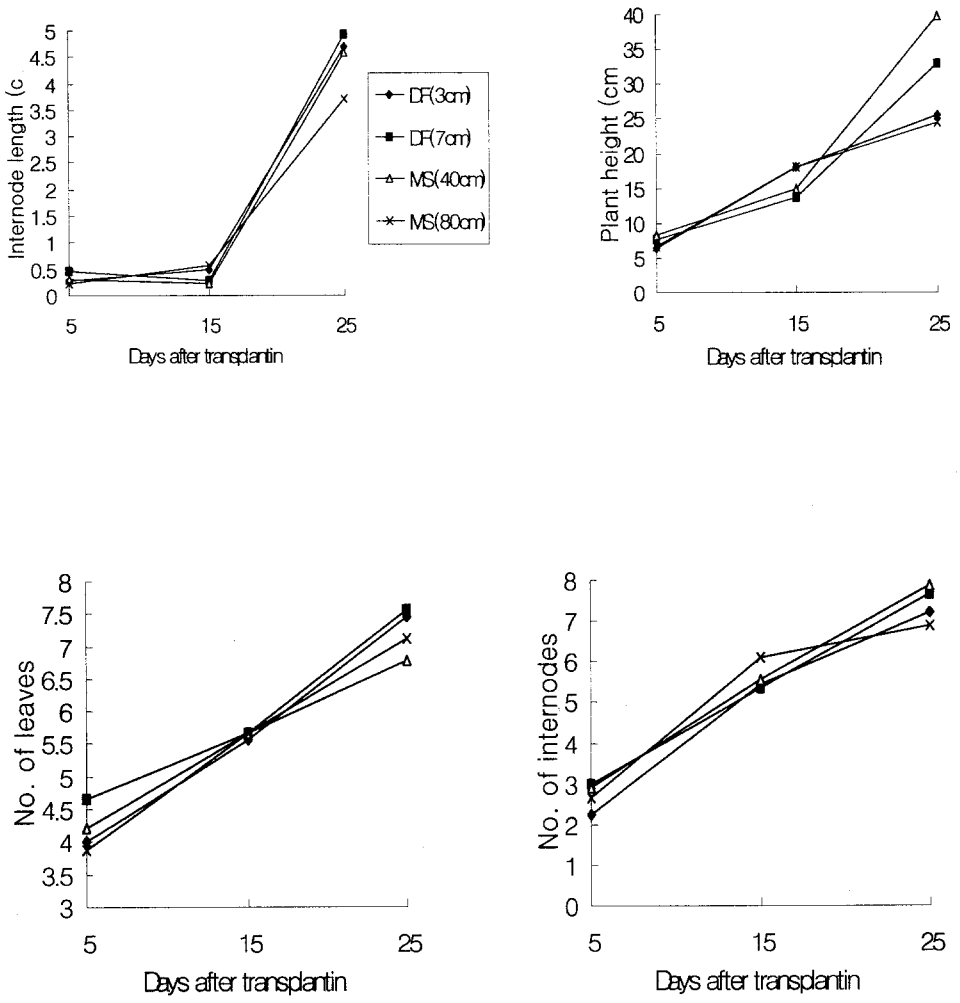 Internode length (c
5
4.5
4
3.5
3
2.5
2
1.5
1
0.5
0
5 15 25
Days after transplantin
DF(3cm)
DF(7cm)
MS(40cm)
MS(80cm)
Plant height (cm
40
35
30
25
20
15
10
5
0
5 15 25
Days after transplantin
No. of leaves
8
7.5
7
6.5
6
5.5
5
4.5
4
3.5
3
5 15 25
Days after transplantin
No. of internodes
8
7
6
5
4
3
2
1
0
5 15 25
Days after transplantin